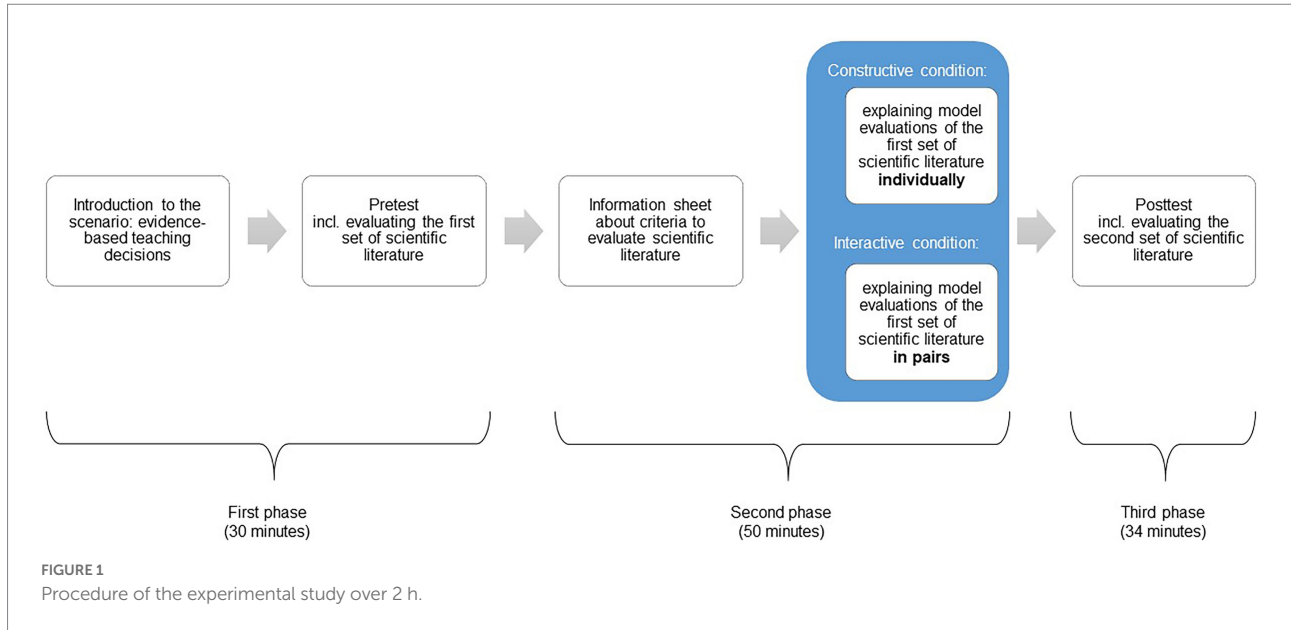 Introduction to the
scenario: evidence-
based teaching
decisions
Pretest
incl. evaluating the first
set of scientific
literature
Information sheet
about criteria to
evaluate scientific
literature
Constructive condition:
explaining model
evaluations of the
first set of
scientific literature
individually
Interactive condition:
explaining model
evaluations of the
first set of
scientific literature
in pairs
Posttest
incl. evaluating the
second set of scientific
literature
First phase
(30 minutes)
Second phase
(50 minutes)
Third phase
(34 minutes)
FIGURE 1
Procedure of the experimental study over 2 h.